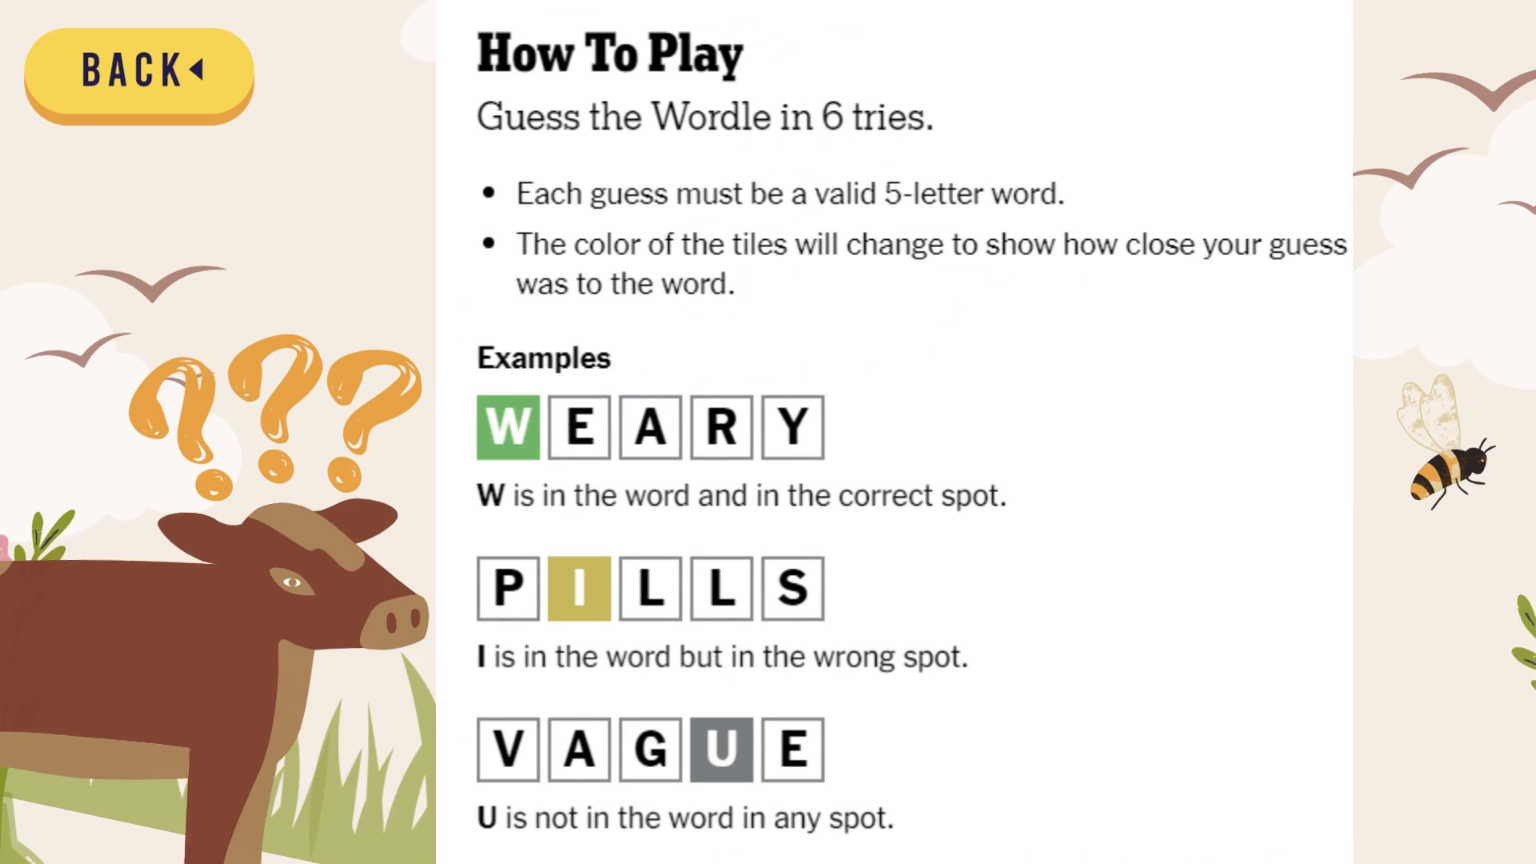 BACK
How To Play
Guess the Wordle in 6 tries.
• Each guess must be a valid 5-letter word.
• The color of the tiles will change to show how close your guess
was to the word.
Examples
W E A R Y
W is in the word and in the correct spot.
P I L L S
I is in the word but in the wrong spot.
V A G U E
U is not in the word in any spot.
???